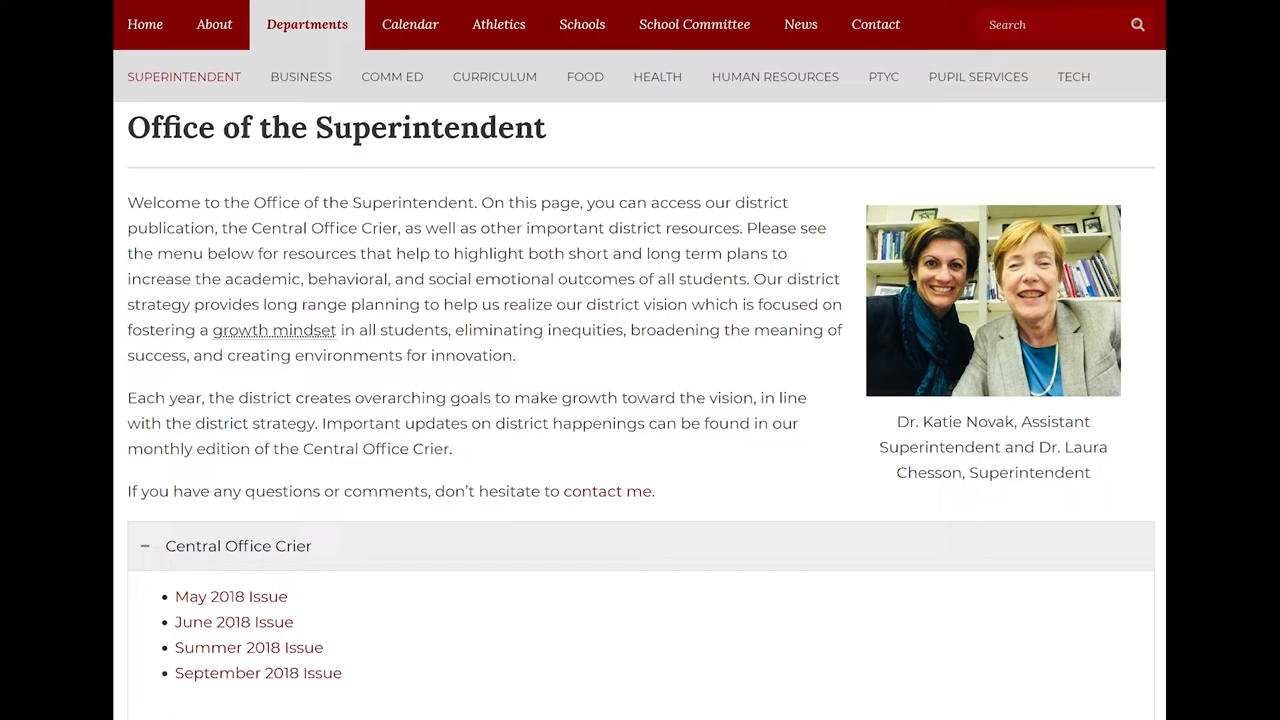 Home About Departments Calendar Athletics Schools School Committee News Contact Search
SUPERINTENDENT BUSINESS COMM ED CURRICULUM FOOD HEALTH HUMAN RESOURCES PTYC PUPIL SERVICES TECH
Office of the Superintendent
Welcome to the Office of the Superintendent. On this page, you can access our district
publication, the Central Office Crier, as well as other important district resources. Please see
the menu below for resources that help to highlight both short and long term plans to
increase the academic, behavioral, and social emotional outcomes of all students. Our district
strategy provides long range planning to help us realize our district vision which is focused on
fostering a growth mindset in all students, eliminating inequities, broadening the meaning of
success, and creating environments for innovation.
Each year, the district creates overarching goals to make growth toward the vision, in line
with the district strategy. Important updates on district happenings can be found in our
monthly edition of the Central Office Crier.
If you have any questions or comments, don't hesitate to contact me.
Dr. Katie Novak, Assistant
Superintendent and Dr. Laura
Chesson, Superintendent
− Central Office Crier
• May 2018 Issue
• June 2018 Issue
• Summer 2018 Issue
• September 2018 Issue